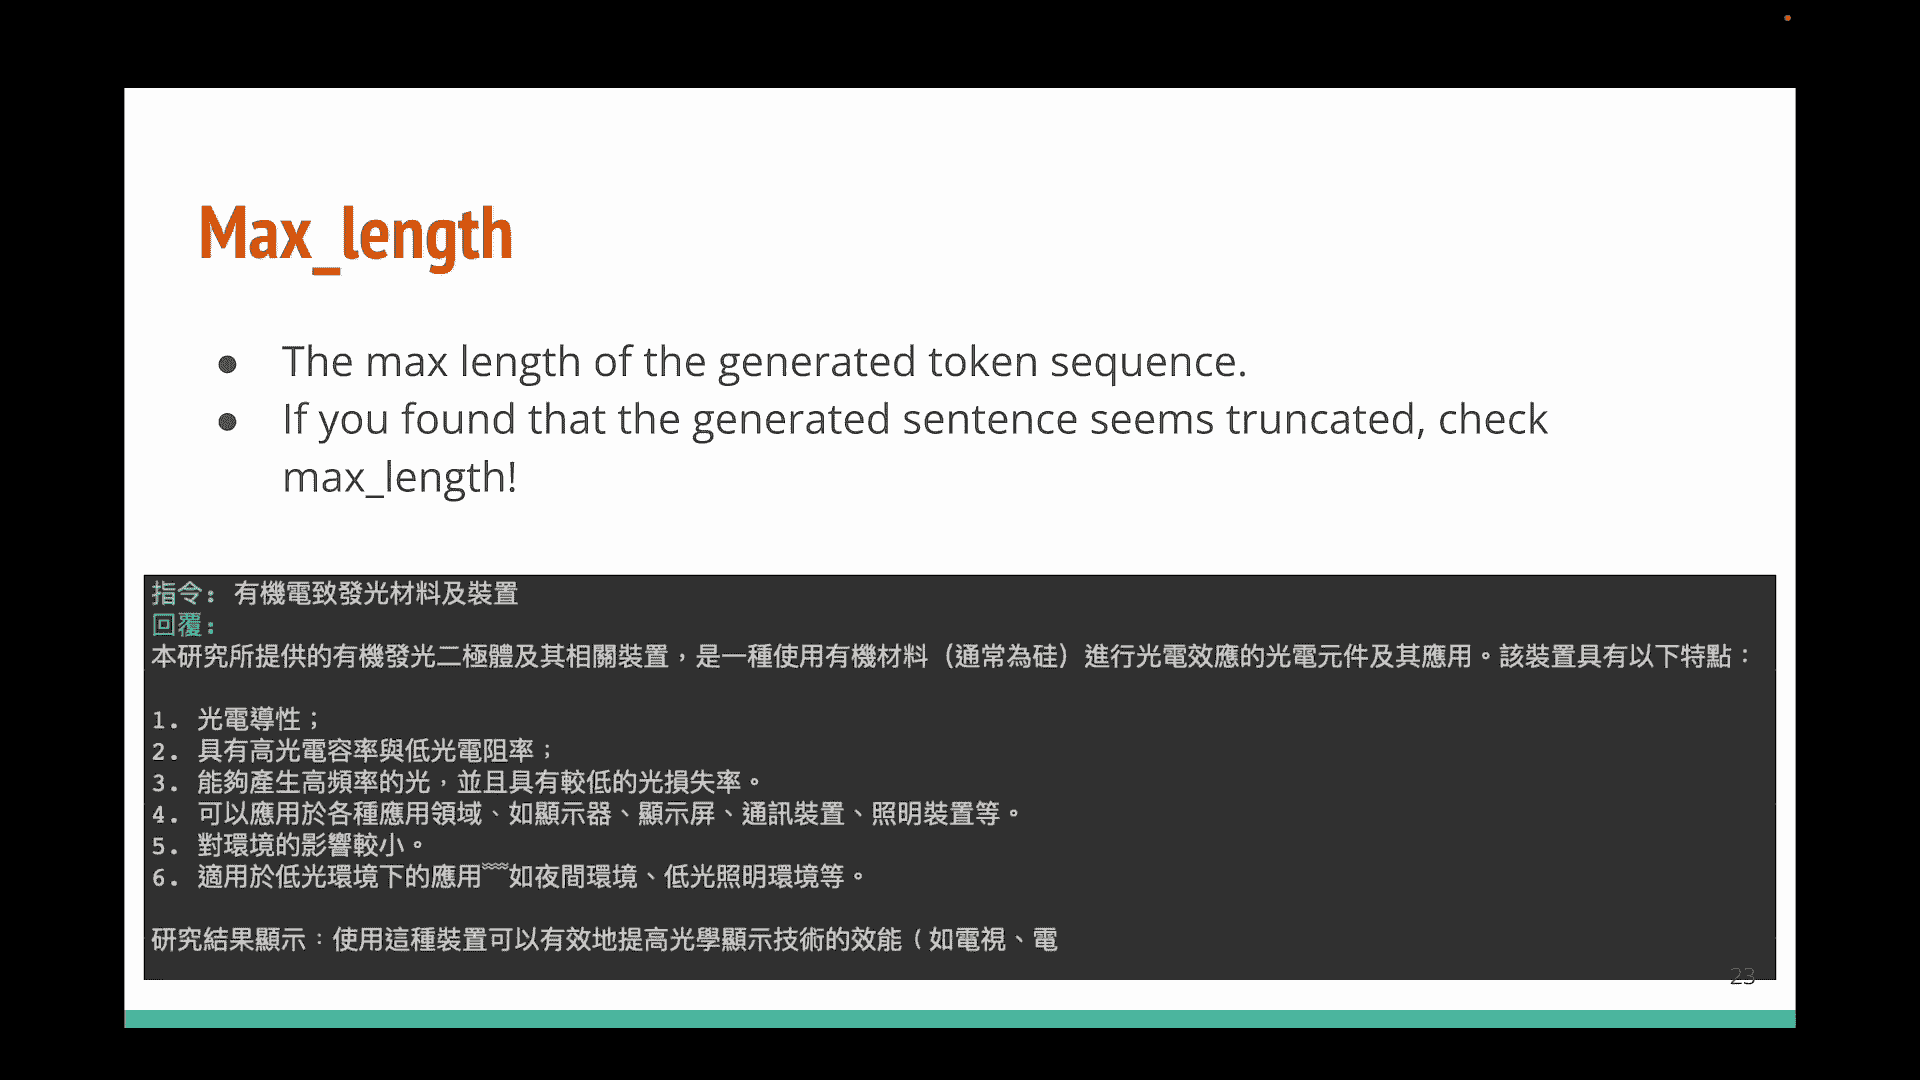 Max_length
● The max length of the generated token sequence.
● If you found that the generated sentence seems truncated, check
max_length!
指令: 有機電致發光材料及裝置
回覆:
本研究所提供的有機發光二極體及其相關裝置，是一種使用有機材料（通常為硅）進行光電效應的光電元件及其應用。該裝置具有以下特點：
1. 光電導性；
2. 具有高光電容率與低光電阻率；
3. 能夠產生高頻率的光，並且具有較低的光損失率。
4. 可以應用於各種應用領域、如顯示器、顯示屏、通訊裝置、照明裝置等。
5. 對環境的影響較小。
6. 適用於低光環境下的應用﹋如夜間環境、低光照明環境等。
研究結果顯示：使用這種裝置可以有效地提高光學顯示技術的效能（如電視、電
23